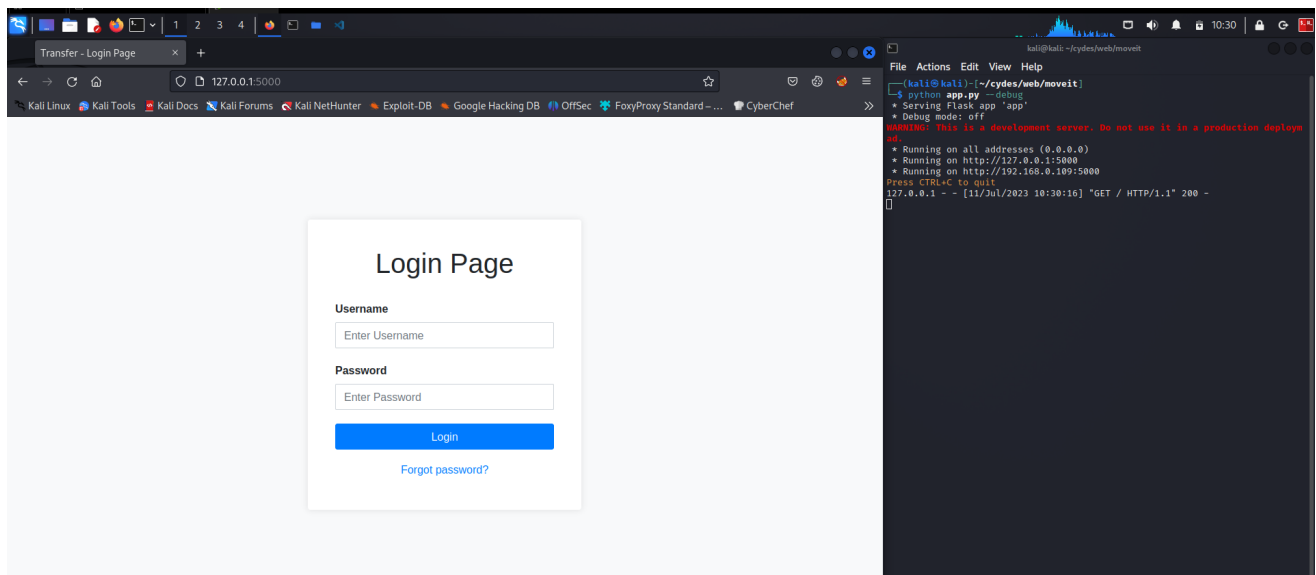 1 2 3 4
10:30
Transfer - Login Page
127.0.0.1:5000
Kali Linux Kali Tools Kali Docs Kali Forums Kali NetHunter Exploit-DB Google Hacking DB OffSec FoxyProxy Standard – ... CyberChef
Login Page
Username
Enter Username
Password
Enter Password
Login
Forgot password?
kali@kali: ~/cydes/web/moveit
File Actions Edit View Help
(kali㉿kali)-[~/cydes/web/moveit]
$ python app.py --debug
* Serving Flask app 'app'
* Debug mode: off
WARNING: This is a development server. Do not use it in a production deploym
ad.
* Running on all addresses (0.0.0.0)
* Running on http://127.0.0.1:5000
* Running on http://192.168.0.109:5000
Press CTRL+C to quit
127.0.0.1 - - [11/Jul/2023 10:30:16] "GET / HTTP/1.1" 200 -